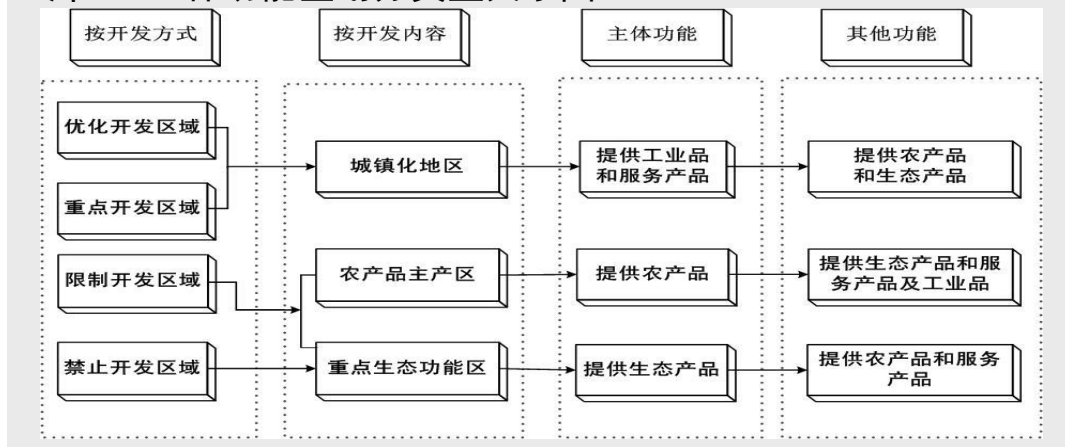 按开发方式
按开发内容
主体功能
其他功能
优化开发区域
重点开发区域
限制开发区域
禁止开发区域
城镇化地区
农产品主产区
重点生态功能区
提供工业品
和服务产品
提供农产品
提供生态产品
提供农产品
和生态产品
提供生态产品和服
务产品及工业品
提供农产品和服务
产品